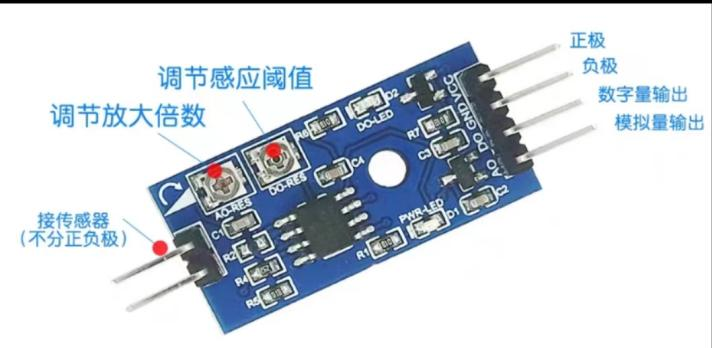 正极
负极
数字量输出
模拟量输出
调节感应阈值
调节放大倍数
接传感器
（不分正负极）
AO DO GND VCC
D2
DO-LED
R6
R7
C3
C4
DO-RES
AO-RES
C1
R2
R4
R5
R1
PWR-LED
D1
C2